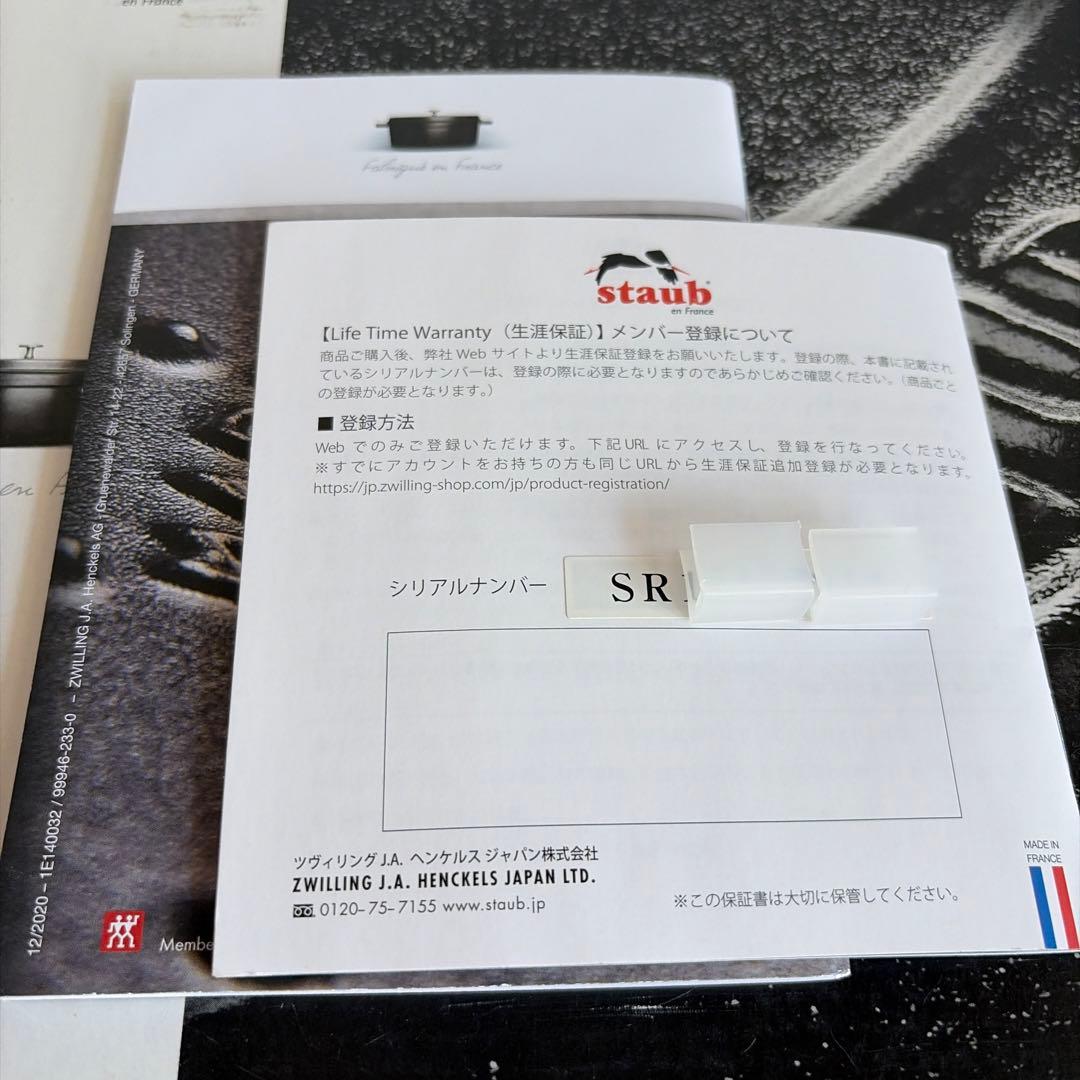 en France
Fabriqué en France
staub
en France
【Life Time Warranty（生涯保証）】メンバー登録について
商品ご購入後、弊社 Web サイトより生涯保証登録をお願いいたします。登録の際、本書に記載され
ているシリアルナンバーは、登録の際に必要となりますのであらかじめご確認ください。（商品ごと
の登録が必要となります。）
■ 登録方法
Web でのみご登録いただけます。下記 URL にアクセスし、登録を行なってください。
※すでにアカウントをお持ちの方も同じ URL から生涯保証追加登録が必要となります。
https://jp.zwilling-shop.com/jp/product-registration/
シリアルナンバー
SR
ツヴィリング J.A. ヘンケルス ジャパン株式会社
ZWILLING J.A. HENCKELS JAPAN LTD.
0120-75-7155 www.staub.jp
※この保証書は大切に保管してください。
MADE IN
FRANCE
12/2020 – 1E140032 / 99946-233-0 – ZWILLING J.A. Henckels AG · Gruenewalder Str. 14-22 · 42657 Solingen · GERMANY
en